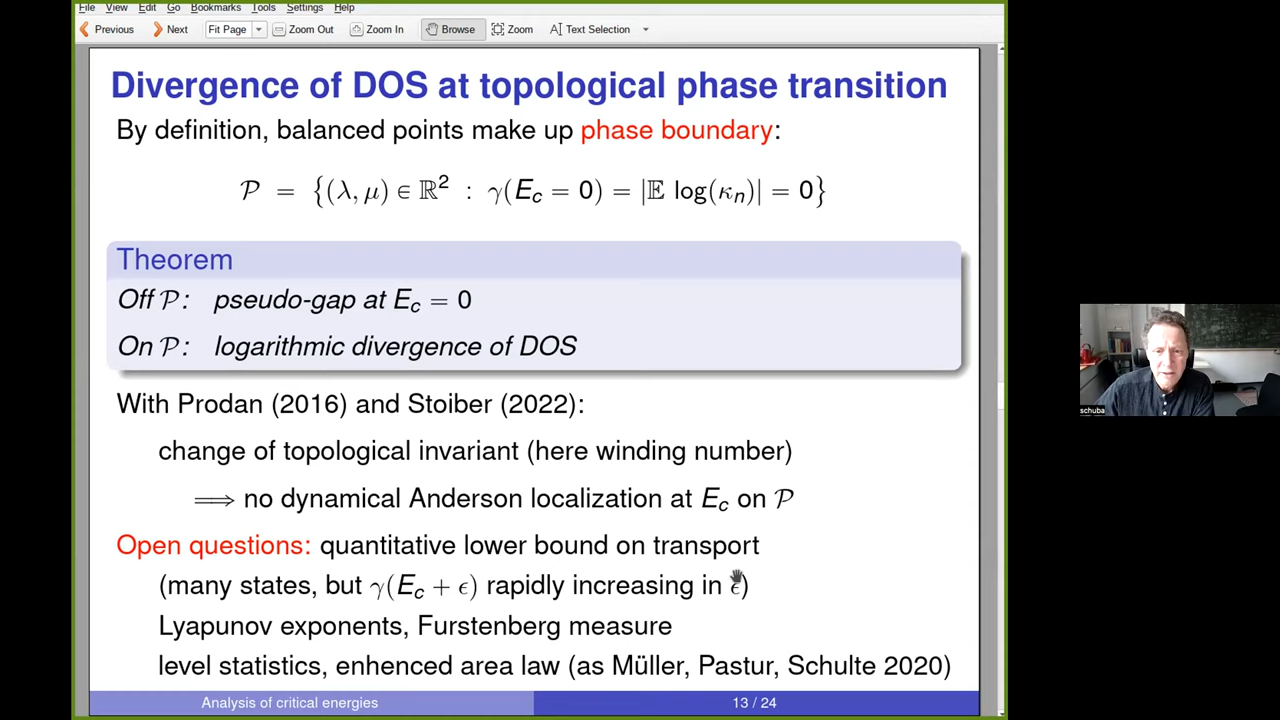 File Edit View Go Bookmarks Tools Settings Help
Previous Next Fit Page Zoom Out Zoom In Browse Zoom Text Selection
Divergence of DOS at topological phase transition
By definition, balanced points make up phase boundary:
𝒫 = {(λ, μ) ∈ ℝ² : γ(E_c = 0) = |𝔼 log(κ_n)| = 0}
Theorem
Off 𝒫: pseudo-gap at E_c = 0
On 𝒫: logarithmic divergence of DOS
With Prodan (2016) and Stoiber (2022):
change of topological invariant (here winding number)
⟹ no dynamical Anderson localization at E_c on 𝒫
Open questions: quantitative lower bound on transport
(many states, but γ(E_c + ϵ) rapidly increasing in ϵ)
Lyapunov exponents, Furstenberg measure
level statistics, enhenced area law (as Müller, Pastur, Schulte 2020)
Analysis of critical energies 13 / 24
schuba